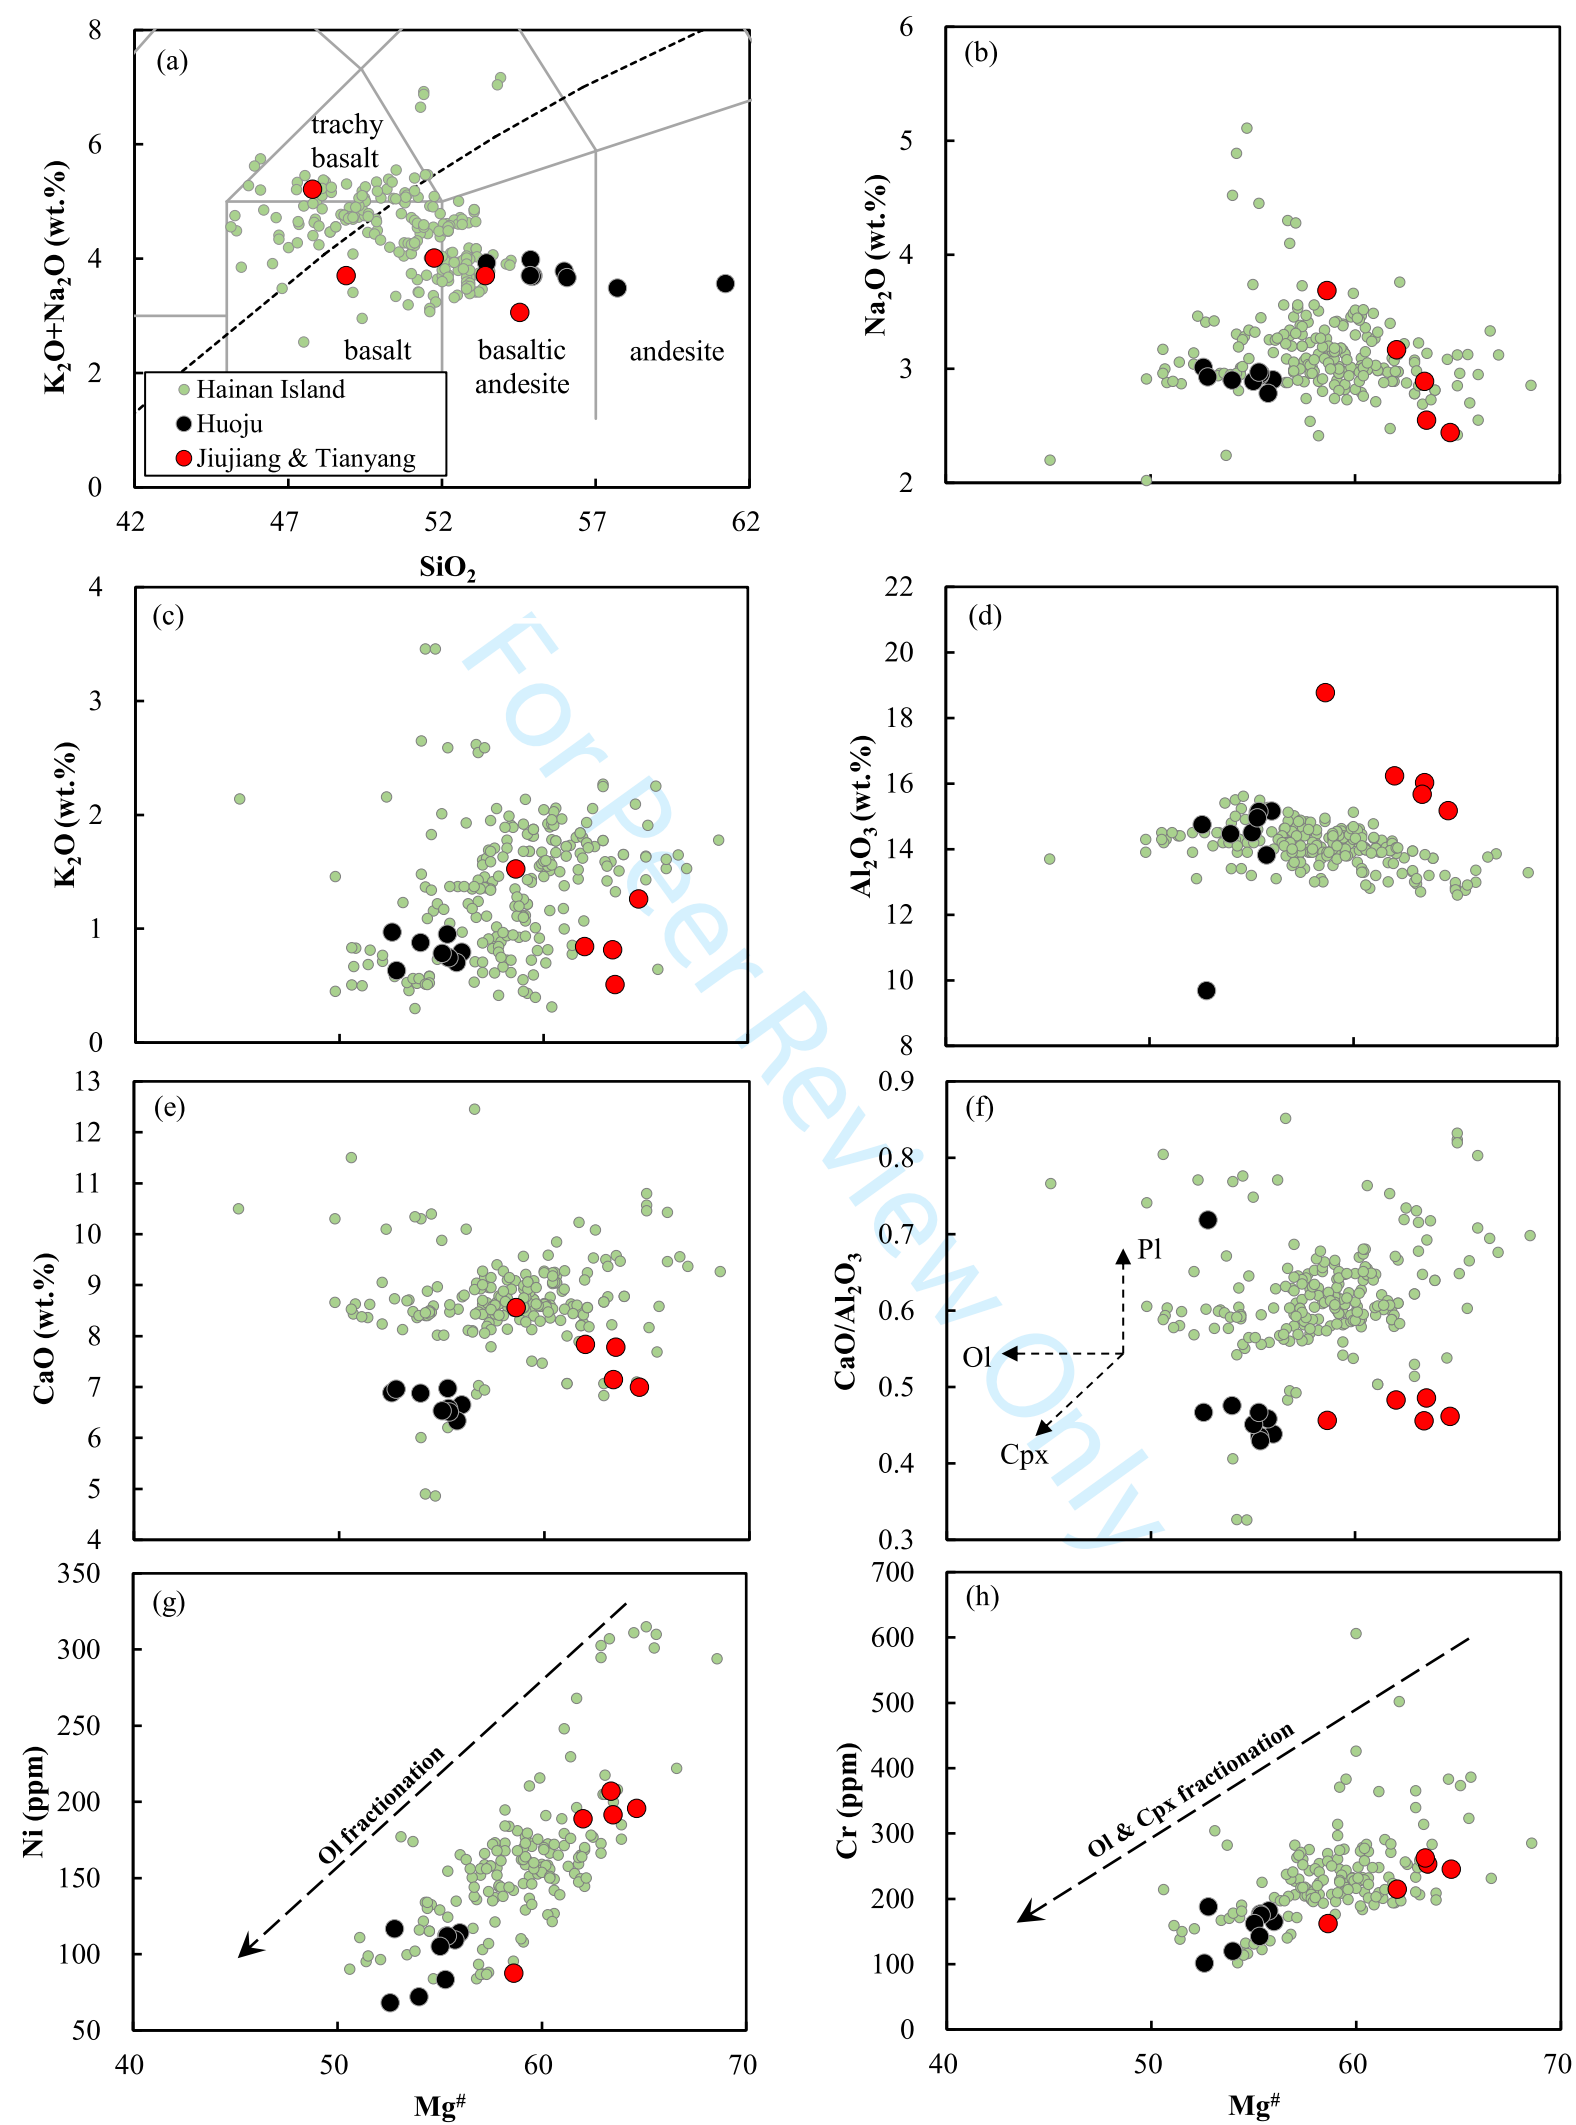 (a)
8
6
4
2
0
K₂O+Na₂O (wt.%)
trachy
basalt
basalt
basaltic
andesite
andesite
Hainan Island
Huoju
Jiujiang & Tianyang
42 47 52 57 62
SiO₂
(b)
6
5
4
3
2
Na₂O (wt.%)
(c)
4
3
2
1
0
K₂O (wt.%)
(d)
22
20
18
16
14
12
10
8
Al₂O₃ (wt.%)
(e)
13
12
11
10
9
8
7
6
5
4
CaO (wt.%)
(f)
0.9
0.8
0.7
0.6
0.5
0.4
0.3
CaO/Al₂O₃
Pl
Ol
Cpx
(g)
350
300
250
200
150
100
50
Ni (ppm)
Ol fractionation
40 50 60 70
Mg#
(h)
700
600
500
400
300
200
100
0
Cr (ppm)
Ol & Cpx fractionation
40 50 60 70
Mg#
For Peer Review Only